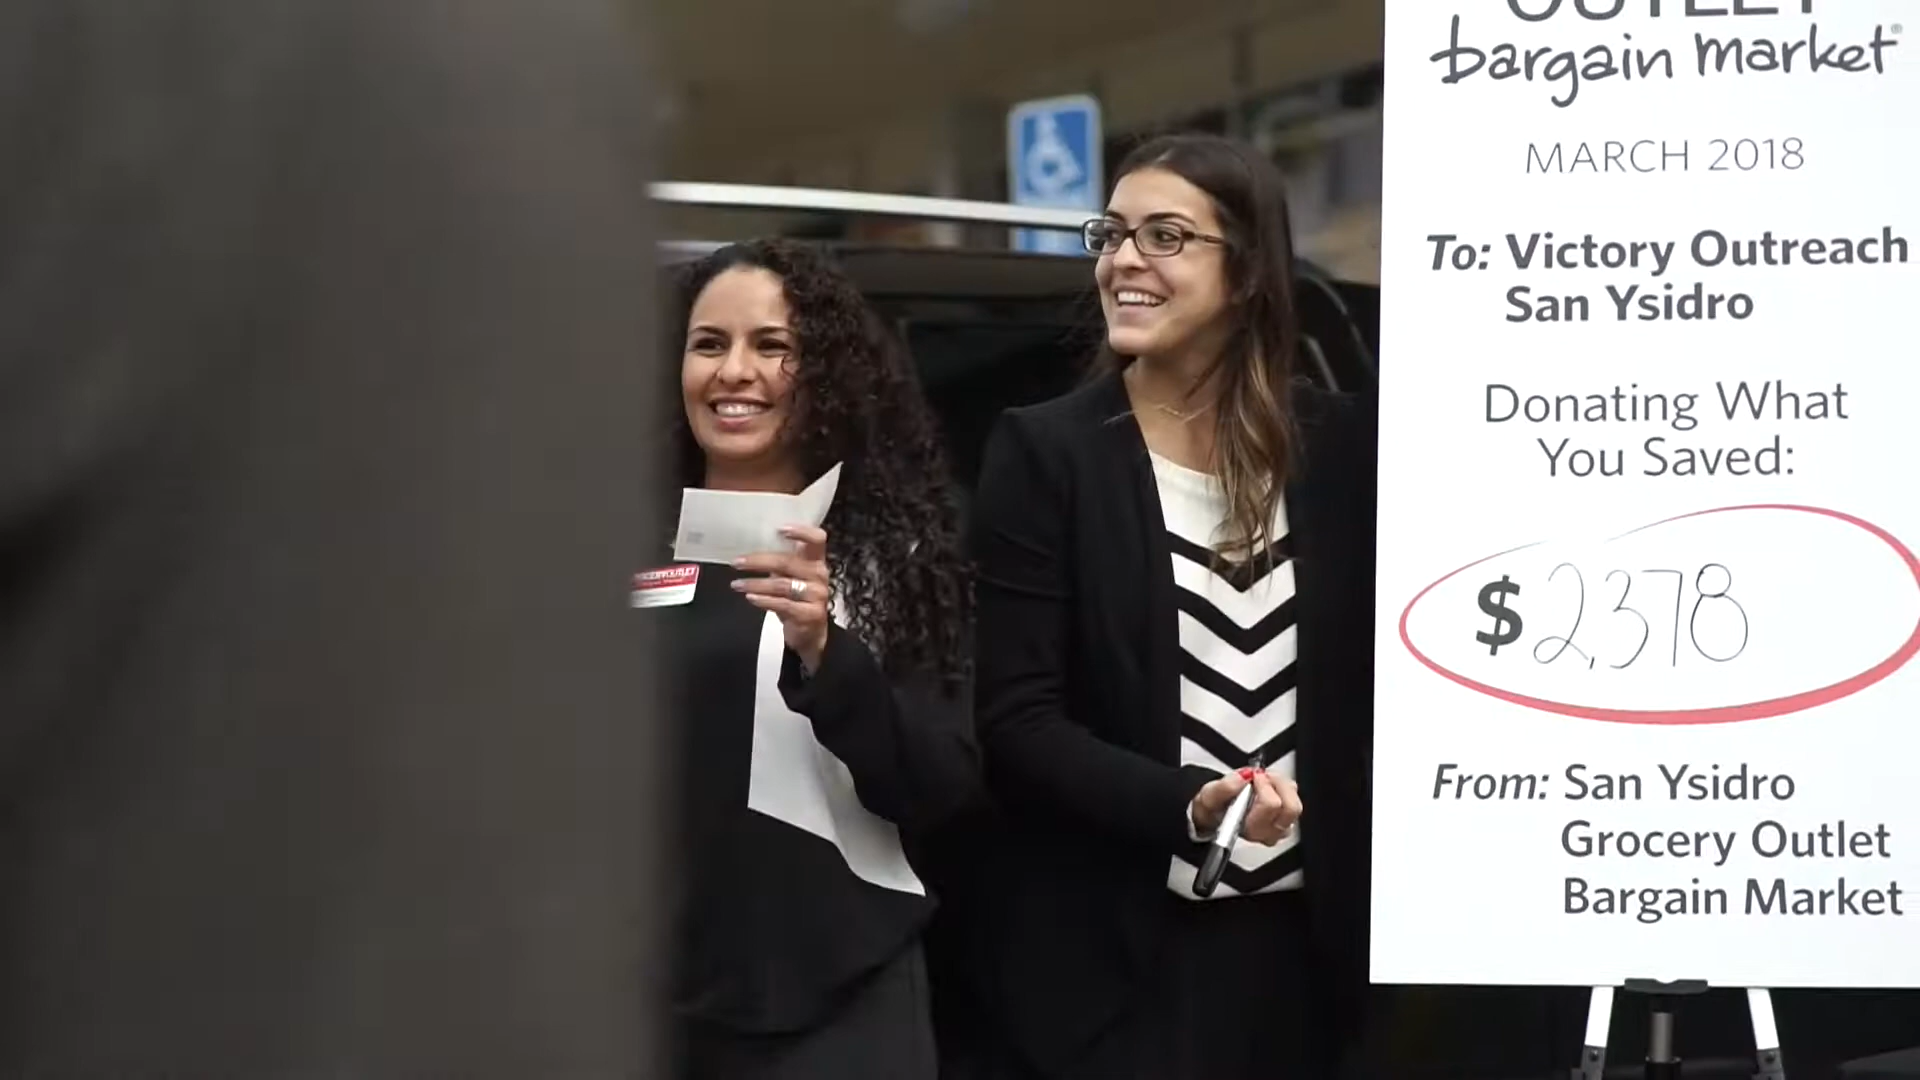 OUTLET
bargain market®
MARCH 2018
To: Victory Outreach
San Ysidro
Donating What
You Saved:
$2,378
From: San Ysidro
Grocery Outlet
Bargain Market